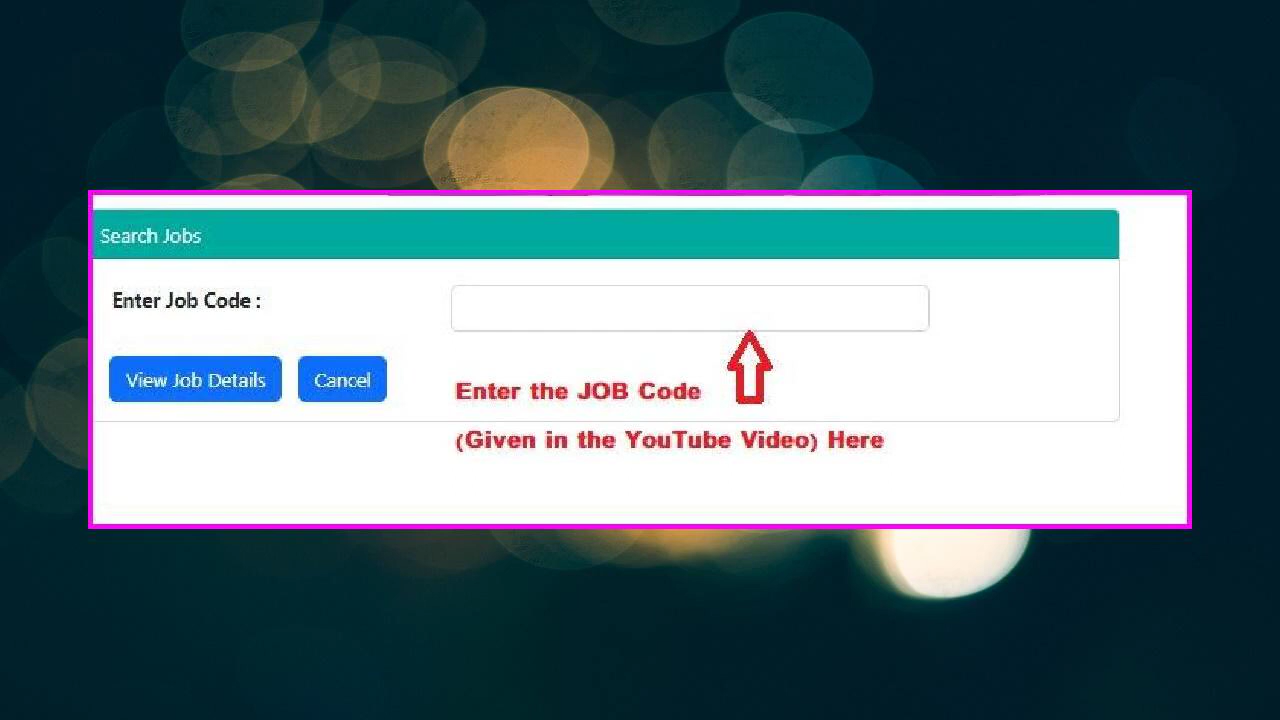 Search Jobs
Enter Job Code :
View Job Details
Cancel
Enter the JOB Code
(Given in the YouTube Video) Here